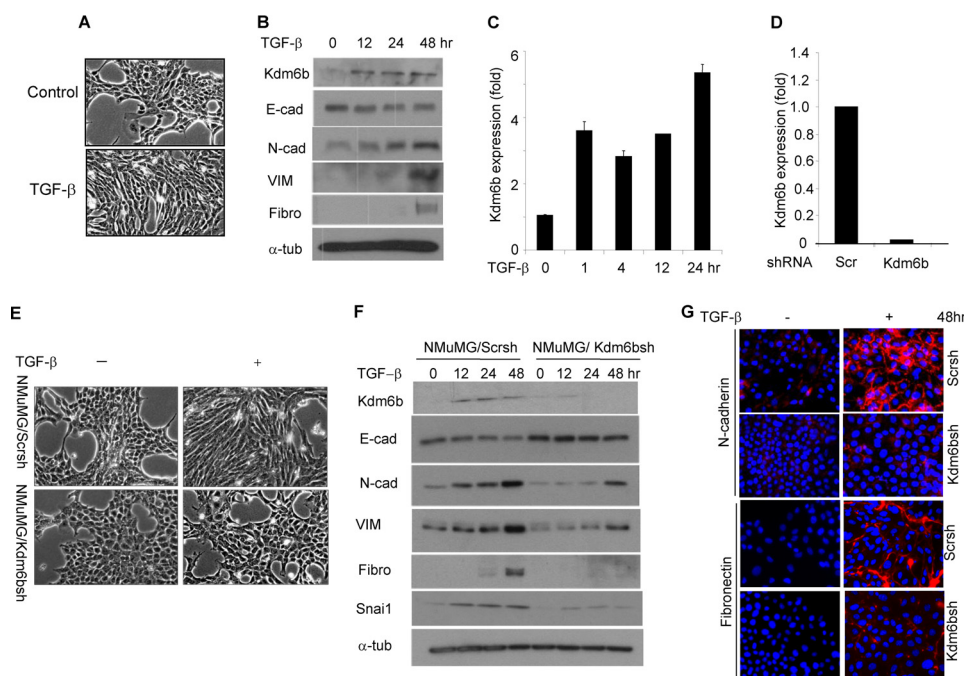 A
Control
TGF-β
B
TGF-β 0 12 24 48 hr
Kdm6b
E-cad
N-cad
VIM
Fibro
α-tub
C
Kdm6b expression (fold)
6
4
2
0
TGF-β 0 1 4 12 24 hr
D
Kdm6b expression (fold)
1.4
1.2
1.0
0.8
0.6
0.4
0.2
0
shRNA Scr Kdm6b
E
TGF-β — +
NMuMG/Scrsh
NMuMG/Kdm6bsh
F
NMuMG/Scrsh NMuMG/ Kdm6bsh
TGF–β 0 12 24 48 0 12 24 48 hr
Kdm6b
E-cad
N-cad
VIM
Fibro
Snai1
α-tub
G
TGF-β - + 48hr
N-cadherin
Scrsh
Kdm6bsh
Fibronectin
Scrsh
Kdm6bsh